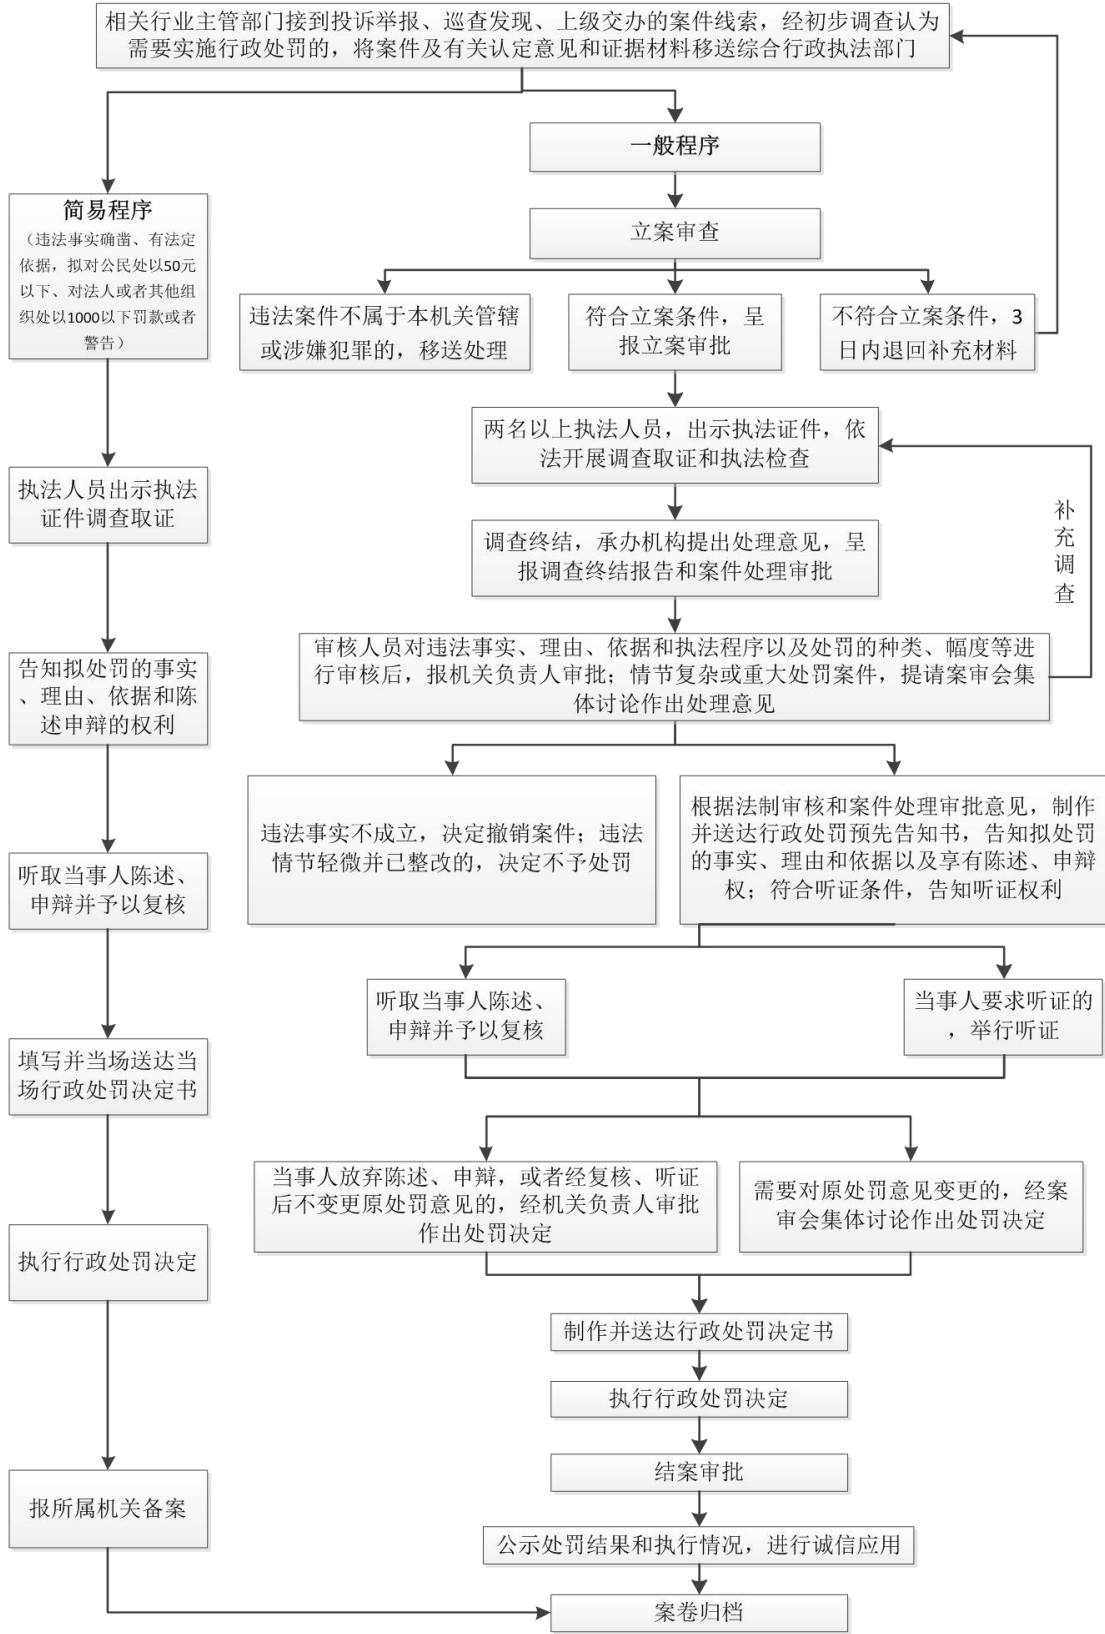 相关行业主管部门接到投诉举报、巡查发现、上级交办的案件线索，经初步调查认为
需要实施行政处罚的，将案件及有关认定意见和证据材料移送综合行政执法部门
简易程序
（违法事实确凿、有法定
依据，拟对公民处以50元
以下、对法人或者其他组
织处以1000以下罚款或者
警告）
执法人员出示执法
证件调查取证
告知拟处罚的事实
、理由、依据和陈
述申辩的权利
听取当事人陈述、
申辩并予以复核
填写并当场送达当
场行政处罚决定书
执行行政处罚决定
报所属机关备案
一般程序
立案审查
违法案件不属于本机关管辖
或涉嫌犯罪的，移送处理
符合立案条件，呈
报立案审批
不符合立案条件，3
日内退回补充材料
两名以上执法人员，出示执法证件，依
法开展调查取证和执法检查
补
充
调
查
调查终结，承办机构提出处理意见，呈
报调查终结报告和案件处理审批
审核人员对违法事实、理由、依据和执法程序以及处罚的种类、幅度等进
行审核后，报机关负责人审批；情节复杂或重大处罚案件，提请案审会集
体讨论作出处理意见
违法事实不成立，决定撤销案件；违法
情节轻微并已整改的，决定不予处罚
根据法制审核和案件处理审批意见，制作
并送达行政处罚预先告知书，告知拟处罚
的事实、理由和依据以及享有陈述、申辩
权；符合听证条件，告知听证权利
听取当事人陈述、
申辩并予以复核
当事人要求听证的
，举行听证
当事人放弃陈述、申辩，或者经复核、听证
后不变更原处罚意见的，经机关负责人审批
作出处罚决定
需要对原处罚意见变更的，经案
审会集体讨论作出处罚决定
制作并送达行政处罚决定书
执行行政处罚决定
结案审批
公示处罚结果和执行情况，进行诚信应用
案卷归档